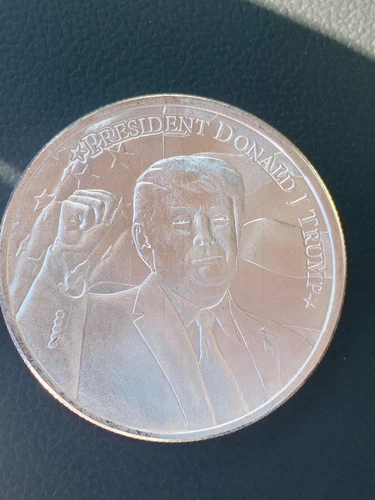 ★PRESIDENT DONALD J TRUMP★